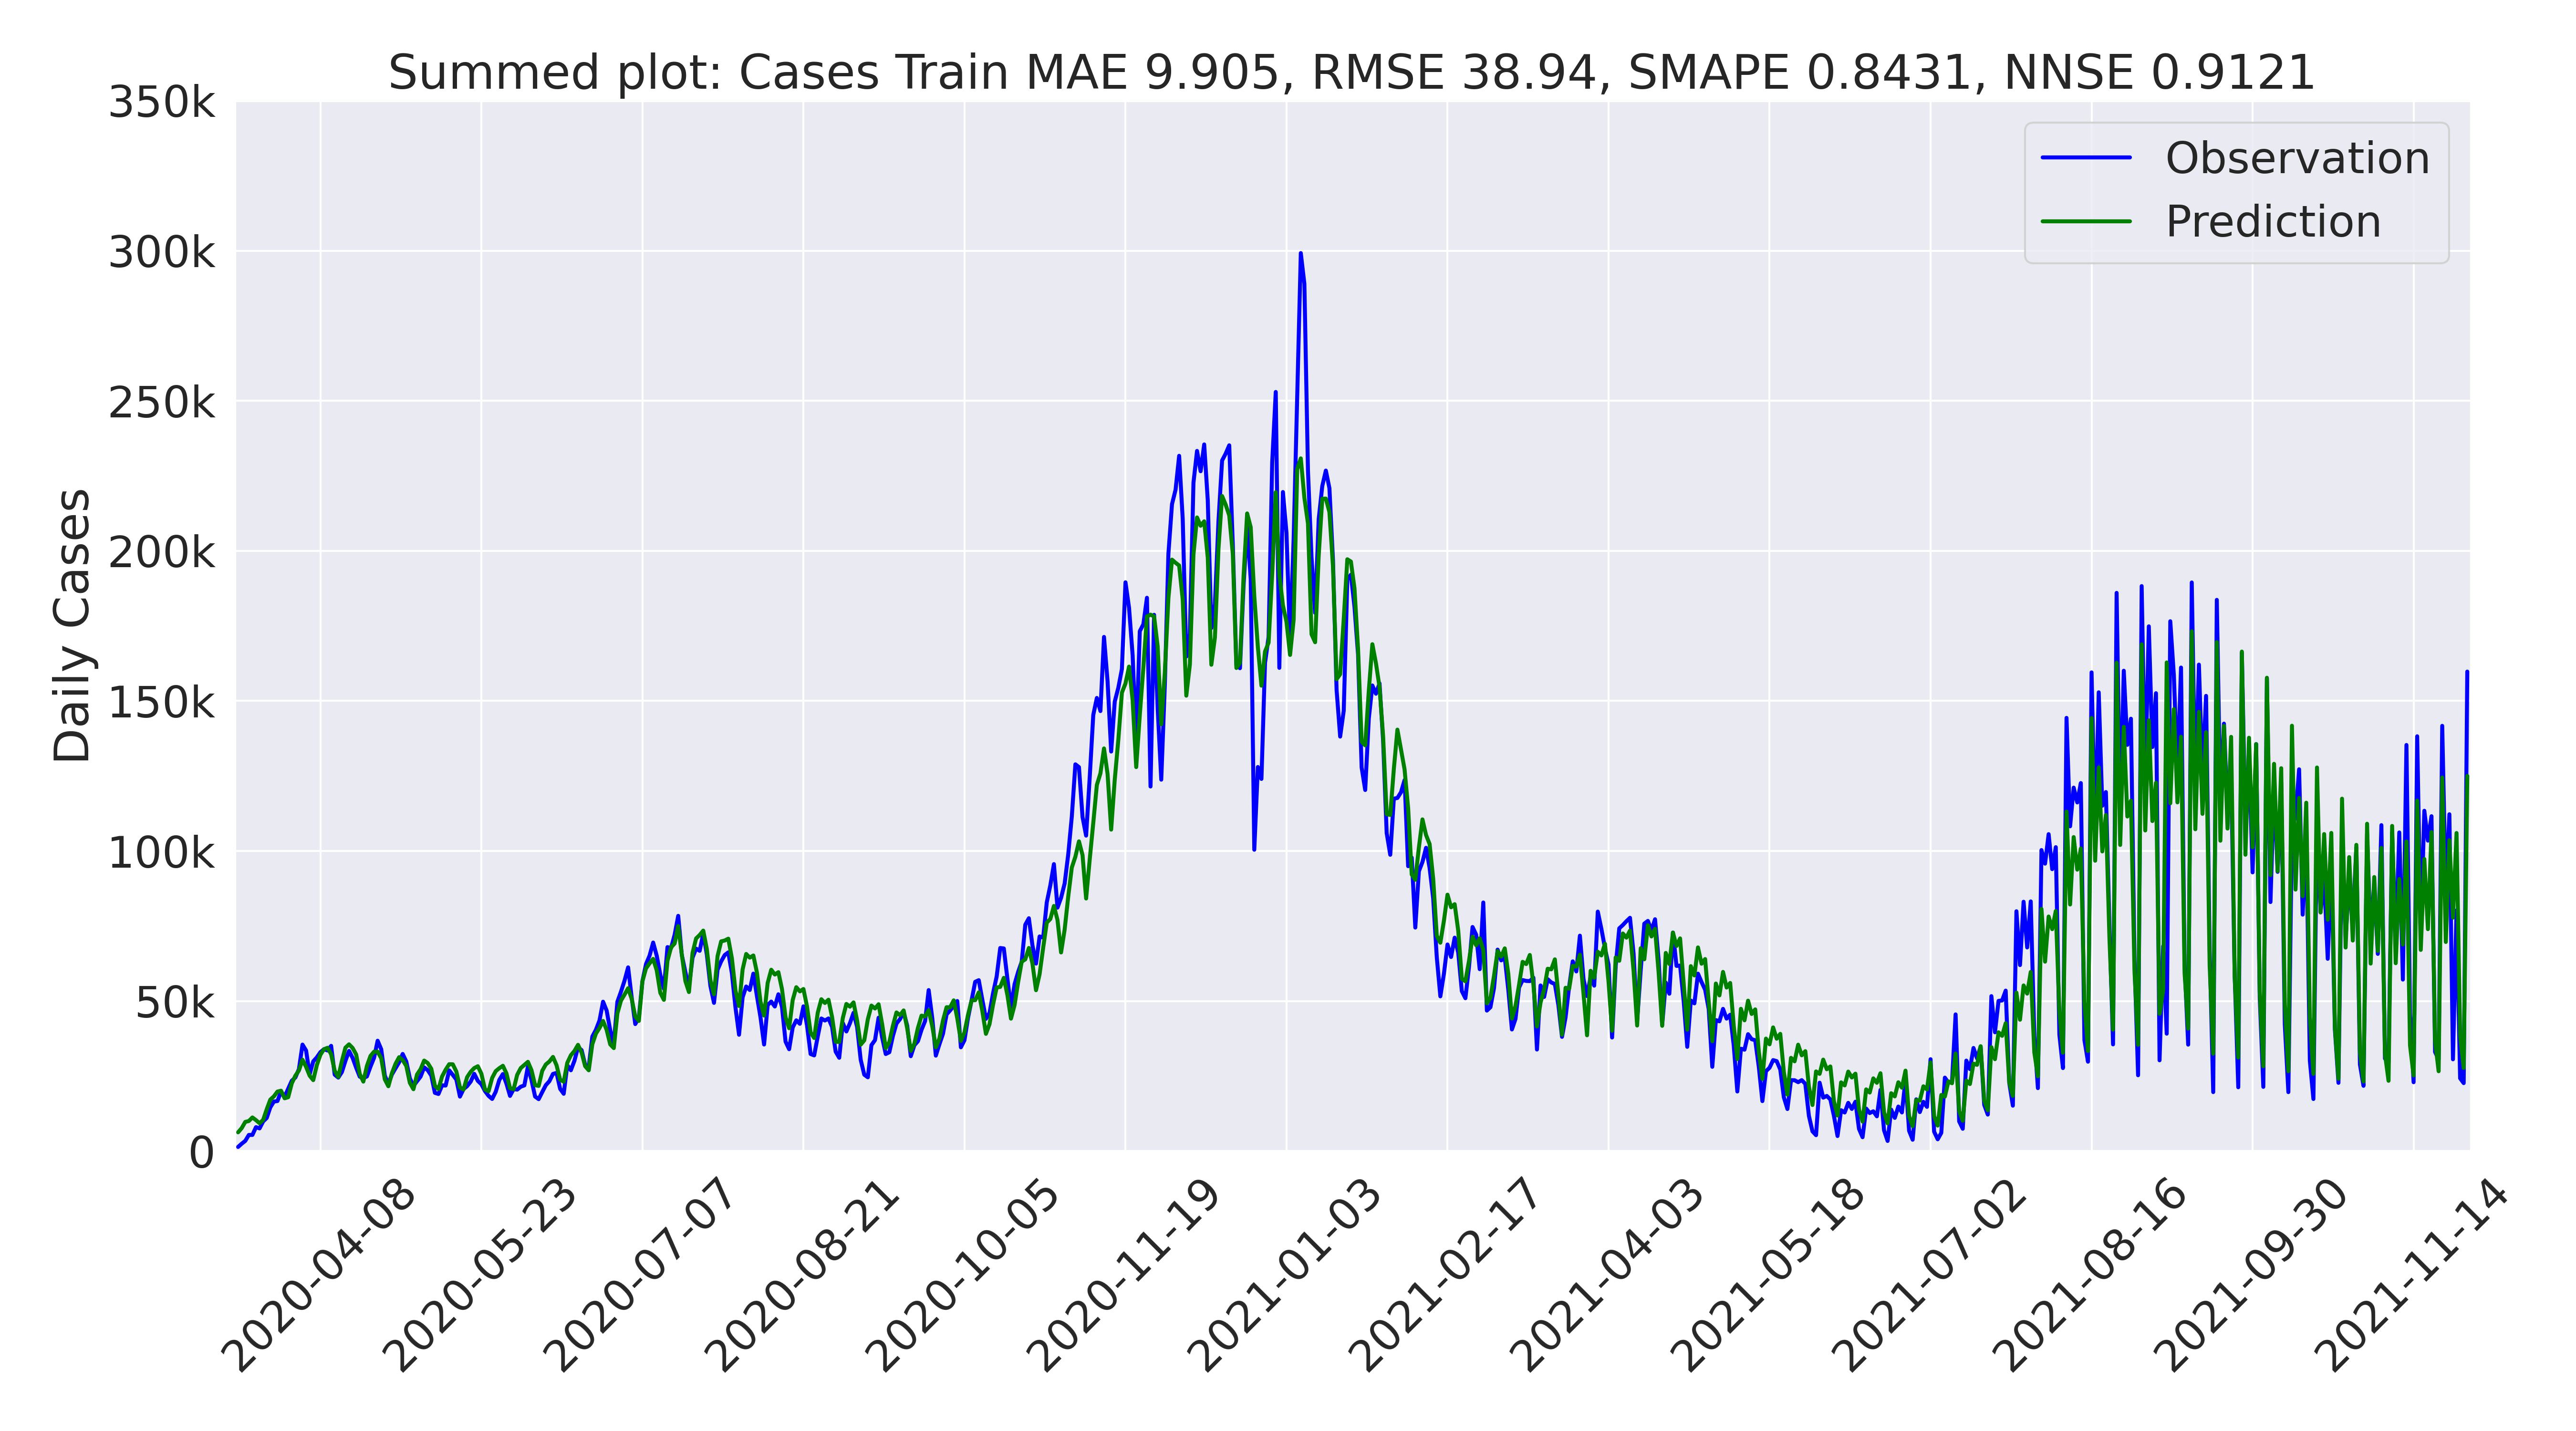 Summed plot: Cases Train MAE 9.905, RMSE 38.94, SMAPE 0.8431, NNSE 0.9121
350k
300k
250k
200k
150k
100k
50k
0
Daily Cases
Observation
Prediction
2020-04-08
2020-05-23
2020-07-07
2020-08-21
2020-10-05
2020-11-19
2021-01-03
2021-02-17
2021-04-03
2021-05-18
2021-07-02
2021-08-16
2021-09-30
2021-11-14